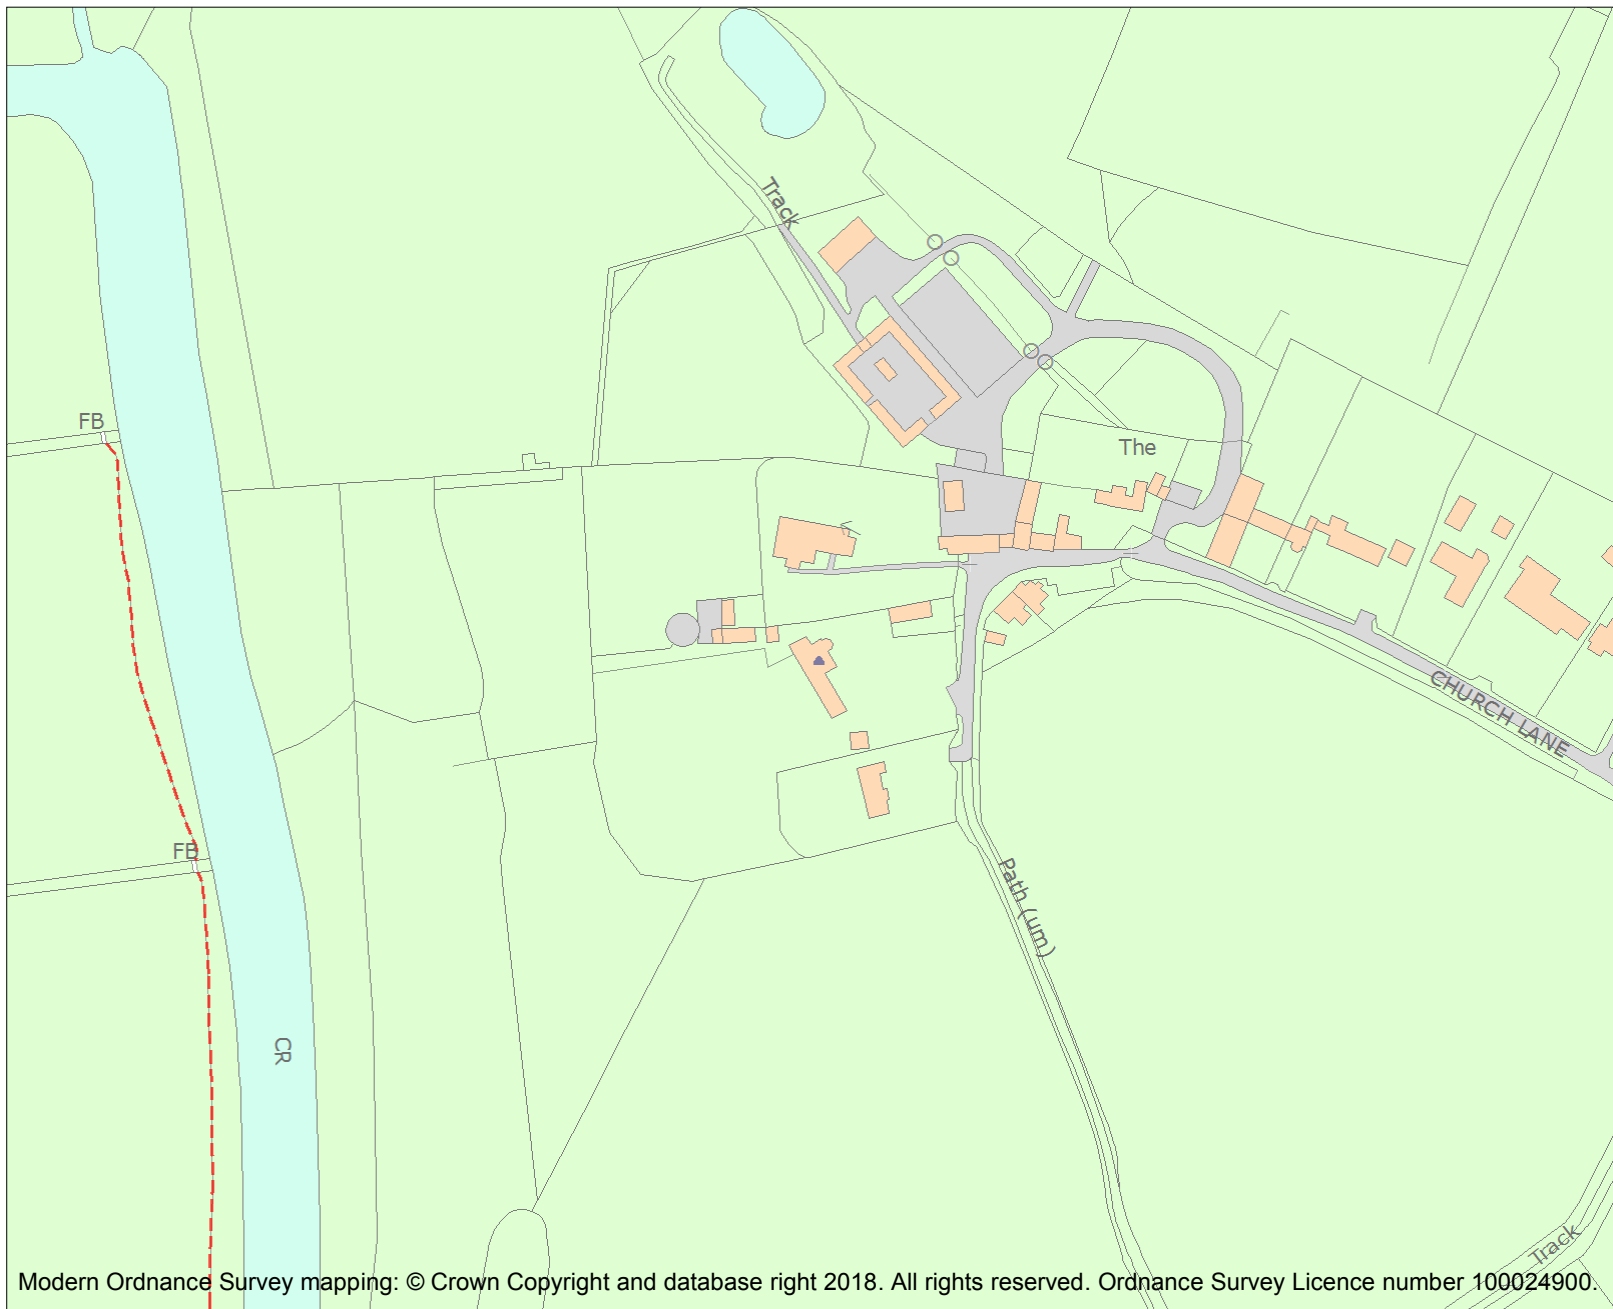 Track
FB
The
CHURCH LANE
FB
Path (um)
CR
Track
Modern Ordnance Survey mapping: © Crown Copyright and database right 2018. All rights reserved. Ordnance Survey Licence number 100024900.